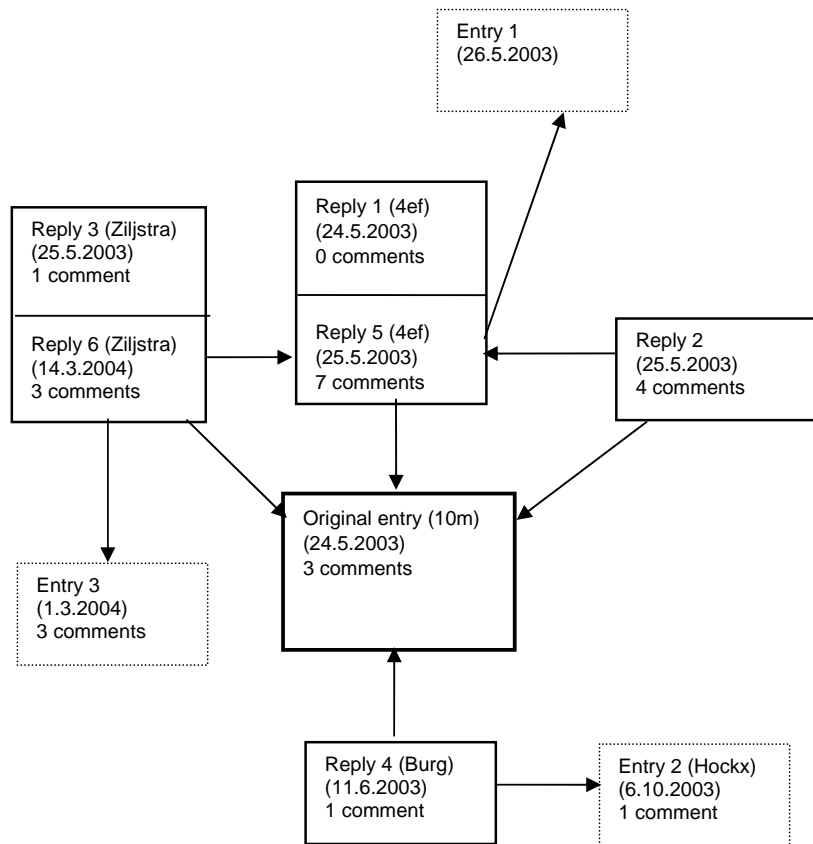 Entry 1
(26.5.2003)
Reply 3 (Ziljstra)
(25.5.2003)
1 comment
Reply 1 (4ef)
(24.5.2003)
0 comments
Reply 6 (Ziljstra)
(14.3.2004)
3 comments
Reply 5 (4ef)
(25.5.2003)
7 comments
Reply 2
(25.5.2003)
4 comments
Original entry (10m)
(24.5.2003)
3 comments
Entry 3
(1.3.2004)
3 comments
Reply 4 (Burg)
(11.6.2003)
1 comment
Entry 2 (Hockx)
(6.10.2003)
1 comment